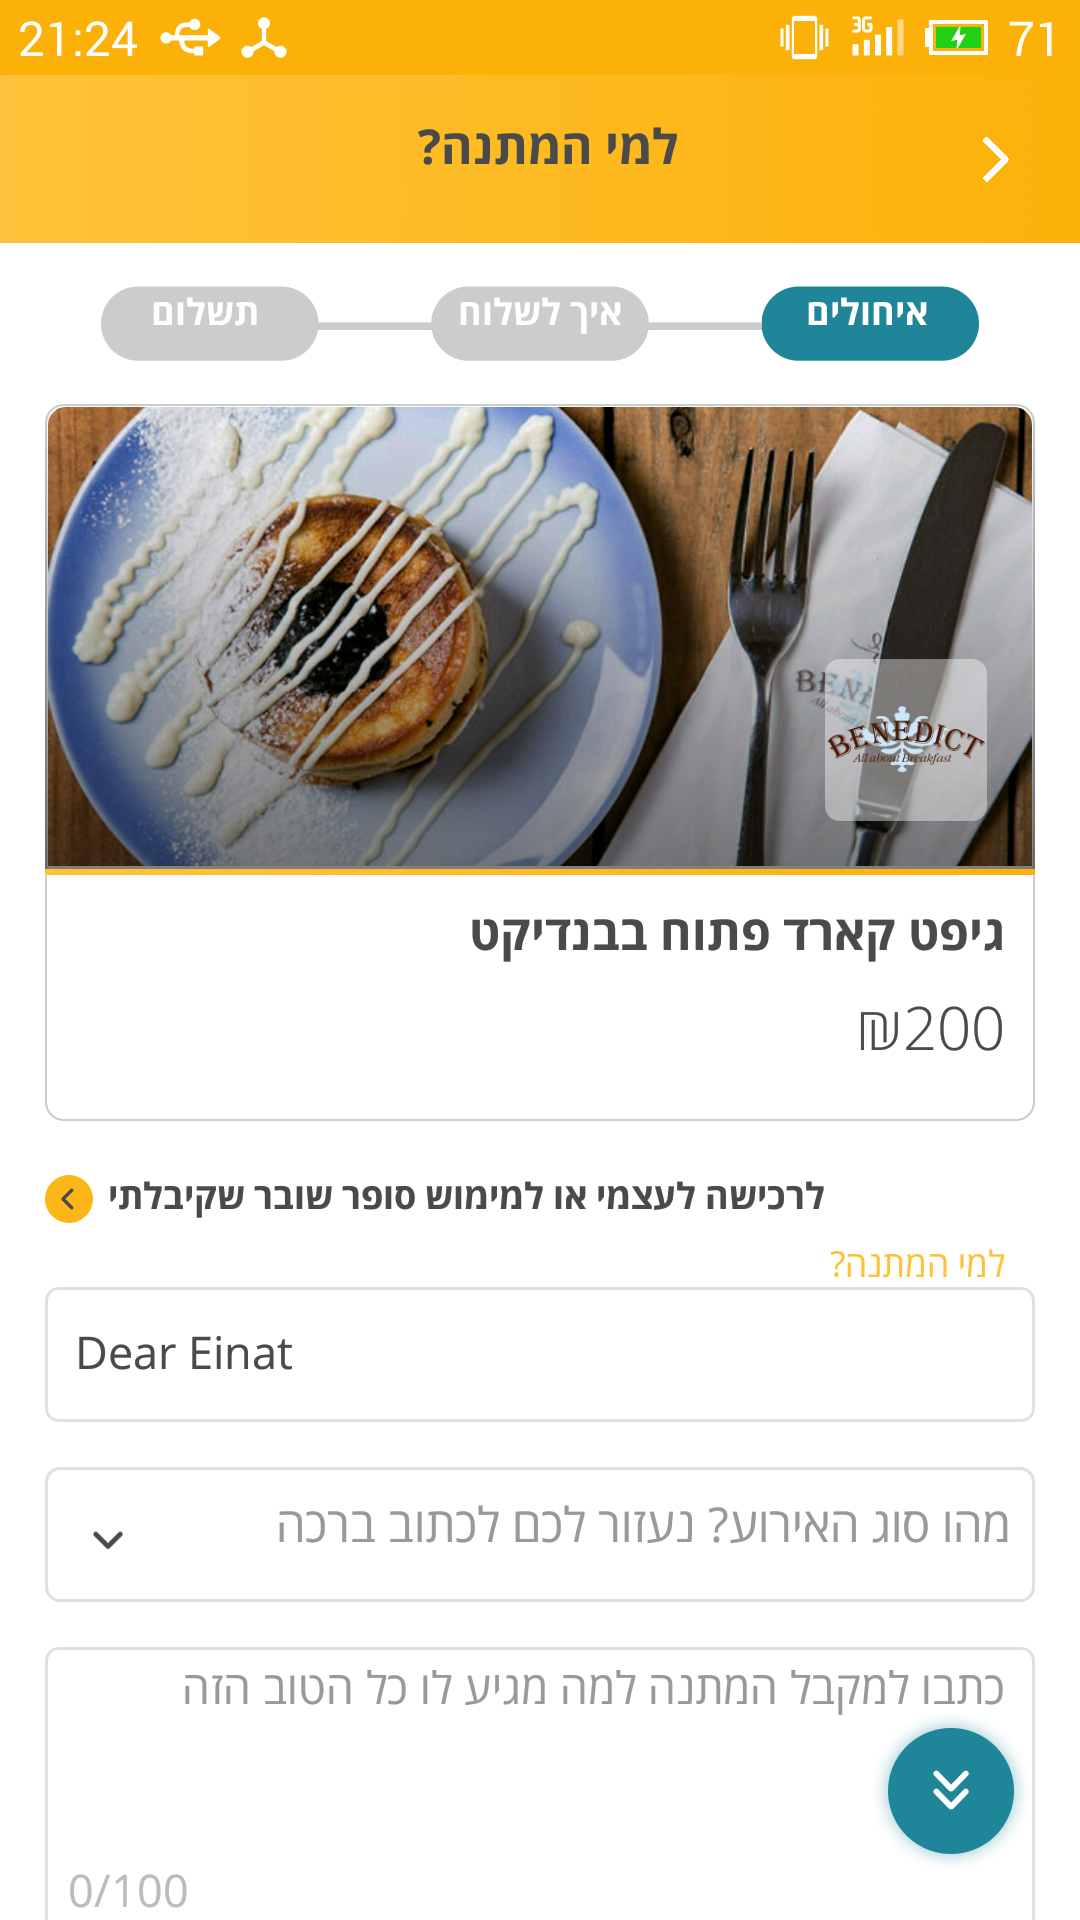 21:24 3G 71
למי המתנה?
איחולים איך לשלוח תשלום
BENEDICT
All about Breakfast
גיפט קארד פתוח בבנדיקט
₪200
לרכישה לעצמי או למימוש סופר שובר שקיבלתי
למי המתנה?
Dear Einat
מהו סוג האירוע? נעזור לכם לכתוב ברכה
כתבו למקבל המתנה למה מגיע לו כל הטוב הזה
0/100